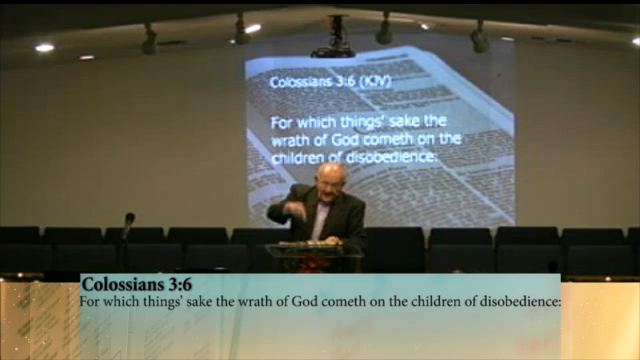 Colossians 3:6 (KJV)
For which things' sake the
wrath of God cometh on the
children of disobedience:
Colossians 3:6
For which things' sake the wrath of God cometh on the children of disobedience: